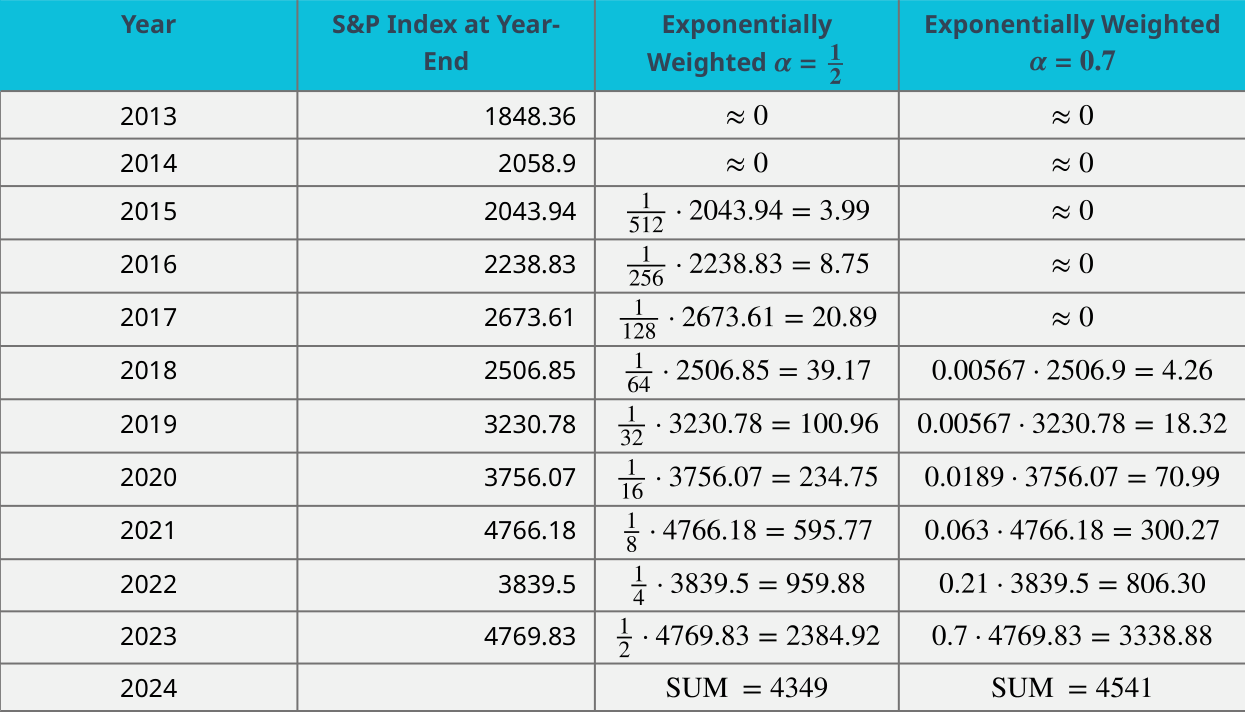 Year | S&P Index at Year-End | Exponentially Weighted α = 1/2 | Exponentially Weighted α = 0.7
2013 | 1848.36 | ≈ 0 | ≈ 0
2014 | 2058.9 | ≈ 0 | ≈ 0
2015 | 2043.94 | 1/512 · 2043.94 = 3.99 | ≈ 0
2016 | 2238.83 | 1/256 · 2238.83 = 8.75 | ≈ 0
2017 | 2673.61 | 1/128 · 2673.61 = 20.89 | ≈ 0
2018 | 2506.85 | 1/64 · 2506.85 = 39.17 | 0.00567 · 2506.9 = 4.26
2019 | 3230.78 | 1/32 · 3230.78 = 100.96 | 0.00567 · 3230.78 = 18.32
2020 | 3756.07 | 1/16 · 3756.07 = 234.75 | 0.0189 · 3756.07 = 70.99
2021 | 4766.18 | 1/8 · 4766.18 = 595.77 | 0.063 · 4766.18 = 300.27
2022 | 3839.5 | 1/4 · 3839.5 = 959.88 | 0.21 · 3839.5 = 806.30
2023 | 4769.83 | 1/2 · 4769.83 = 2384.92 | 0.7 · 4769.83 = 3338.88
2024 | | SUM = 4349 | SUM = 4541